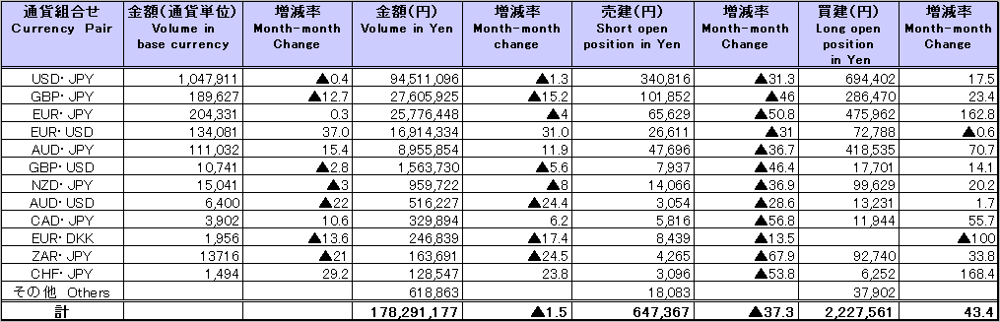 通貨組合せ 金額(通貨単位) 増減率 金額(円) 増減率 売建(円) 増減率 買建(円) 増減率
Currency Pair Volume in base currency Month-month Change Volume in Yen Month-month change Short open position in Yen Month-month Change Long open position in Yen Month-month Change
USD・JPY 1,047,911 ▲0.4 94,511,096 ▲1.3 340,816 ▲31.3 694,402 17.5
GBP・JPY 189,627 ▲12.7 27,605,925 ▲15.2 101,852 ▲46 286,470 23.4
EUR・JPY 204,331 0.3 25,776,448 ▲4 65,629 ▲50.8 475,962 162.8
EUR・USD 134,081 37.0 16,914,334 31.0 26,611 ▲31 72,788 ▲0.6
AUD・JPY 111,032 15.4 8,955,854 11.9 47,696 ▲36.7 418,535 70.7
GBP・USD 10,741 ▲2.8 1,563,730 ▲5.6 7,937 ▲46.4 17,701 14.1
NZD・JPY 15,041 ▲3 959,722 ▲8 14,066 ▲36.9 99,629 20.2
AUD・USD 6,400 ▲22 516,227 ▲24.4 3,054 ▲28.6 13,231 1.7
CAD・JPY 3,902 10.6 329,894 6.2 5,816 ▲56.8 11,944 55.7
EUR・DKK 1,956 ▲13.6 246,839 ▲17.4 8,439 ▲13.5 ▲100
ZAR・JPY 13716 ▲21 163,691 ▲24.5 4,265 ▲67.9 92,740 33.8
CHF・JPY 1,494 29.2 128,547 23.8 3,096 ▲53.8 6,252 168.4
その他 Others 618,863 18,083 37,902
計 178,291,177 ▲1.5 647,367 ▲37.3 2,227,561 43.4